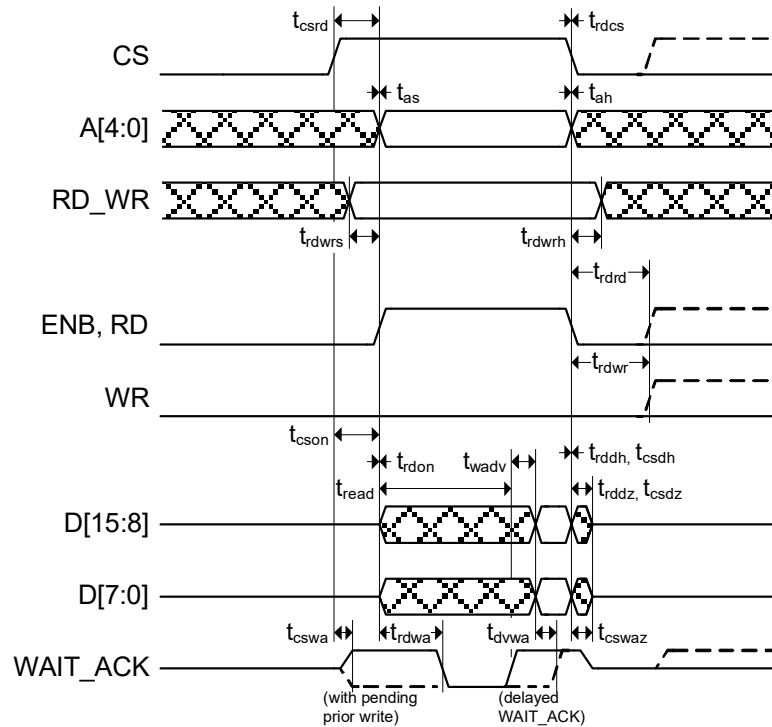 t_csrd
t_rdcs
CS
t_as
t_ah
A[4:0]
RD_WR
t_rdwrs
t_rdwrh
t_rdrd
ENB, RD
t_rdwr
WR
t_cson
t_rdon
t_wadv
t_rddh, t_csdh
t_read
t_rddz, t_csdz
D[15:8]
D[7:0]
t_cswa
t_rdwa
t_dvwa
t_cswaz
WAIT_ACK
(with pending
prior write)
(delayed
WAIT_ACK)